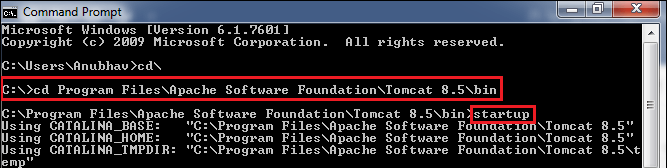 Command Prompt
Microsoft Windows [Version 6.1.7601]
Copyright (c) 2009 Microsoft Corporation.  All rights reserved.
C:\Users\Anubhav>cd\
C:\>cd Program Files\Apache Software Foundation\Tomcat 8.5\bin
C:\Program Files\Apache Software Foundation\Tomcat 8.5\bin>startup
Using CATALINA_BASE:   "C:\Program Files\Apache Software Foundation\Tomcat 8.5"
Using CATALINA_HOME:   "C:\Program Files\Apache Software Foundation\Tomcat 8.5"
Using CATALINA_TMPDIR: "C:\Program Files\Apache Software Foundation\Tomcat 8.5\t
emp"